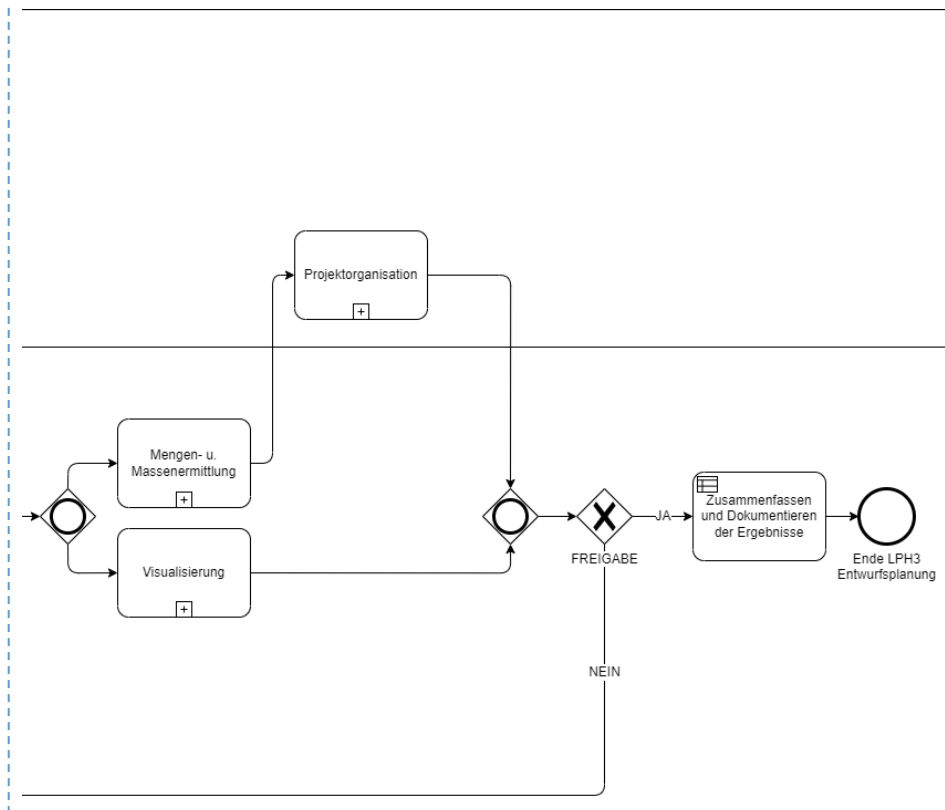 Projektorganisation
Mengen- u.
Massenermittlung
Visualisierung
FREIGABE
JA
Zusammenfassen
und Dokumentieren
der Ergebnisse
Ende LPH3
Entwurfsplanung
NEIN